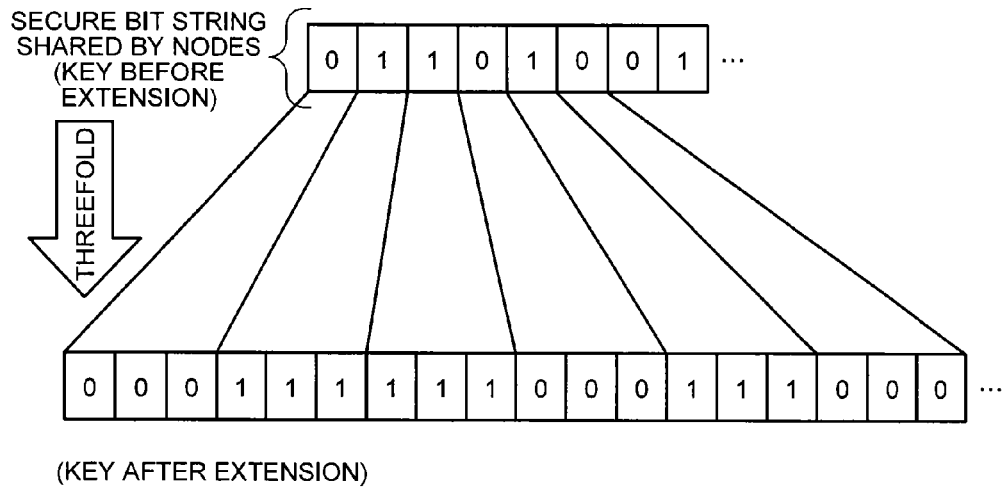 SECURE BIT STRING
SHARED BY NODES
(KEY BEFORE
EXTENSION)
0 1 1 0 1 0 0 1 ...
THREEFOLD
0 0 0 1 1 1 1 1 1 0 0 0 1 1 1 0 0 0 ...
(KEY AFTER EXTENSION)